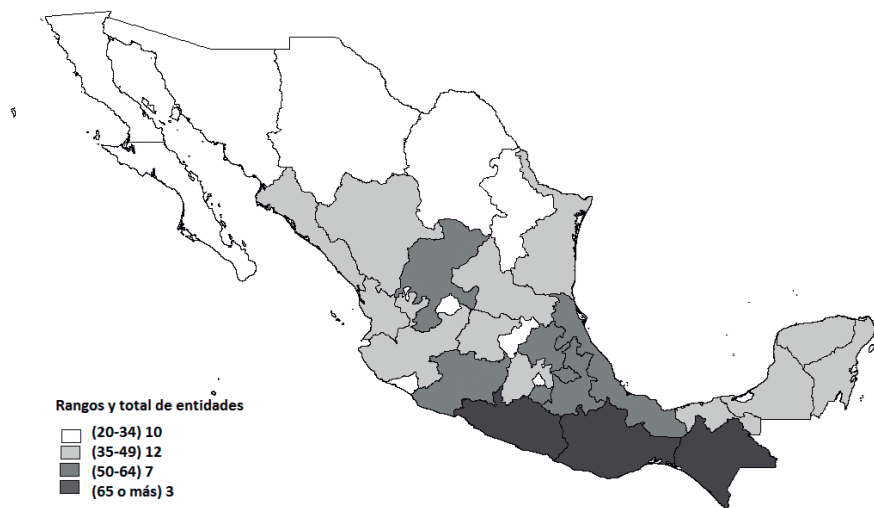 Rangos y total de entidades
(20-34) 10
(35-49) 12
(50-64) 7
(65 o más) 3